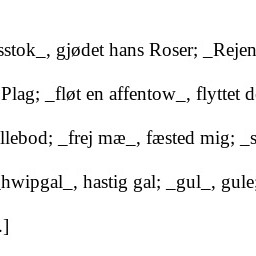 sstok_, gjødet hans Roser; _Rejen
Plag; _fløt en affentow_, flyttet d
llebod; _frej mæ_, fæsted mig; _s
hwipgal_, hastig gal; _gul_, gule;
.]